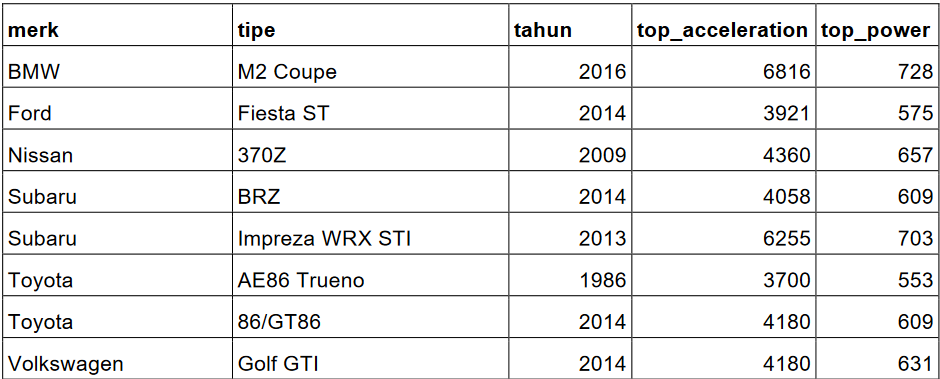 merk tipe tahun top_acceleration top_power
BMW M2 Coupe 2016 6816 728
Ford Fiesta ST 2014 3921 575
Nissan 370Z 2009 4360 657
Subaru BRZ 2014 4058 609
Subaru Impreza WRX STI 2013 6255 703
Toyota AE86 Trueno 1986 3700 553
Toyota 86/GT86 2014 4180 609
Volkswagen Golf GTI 2014 4180 631